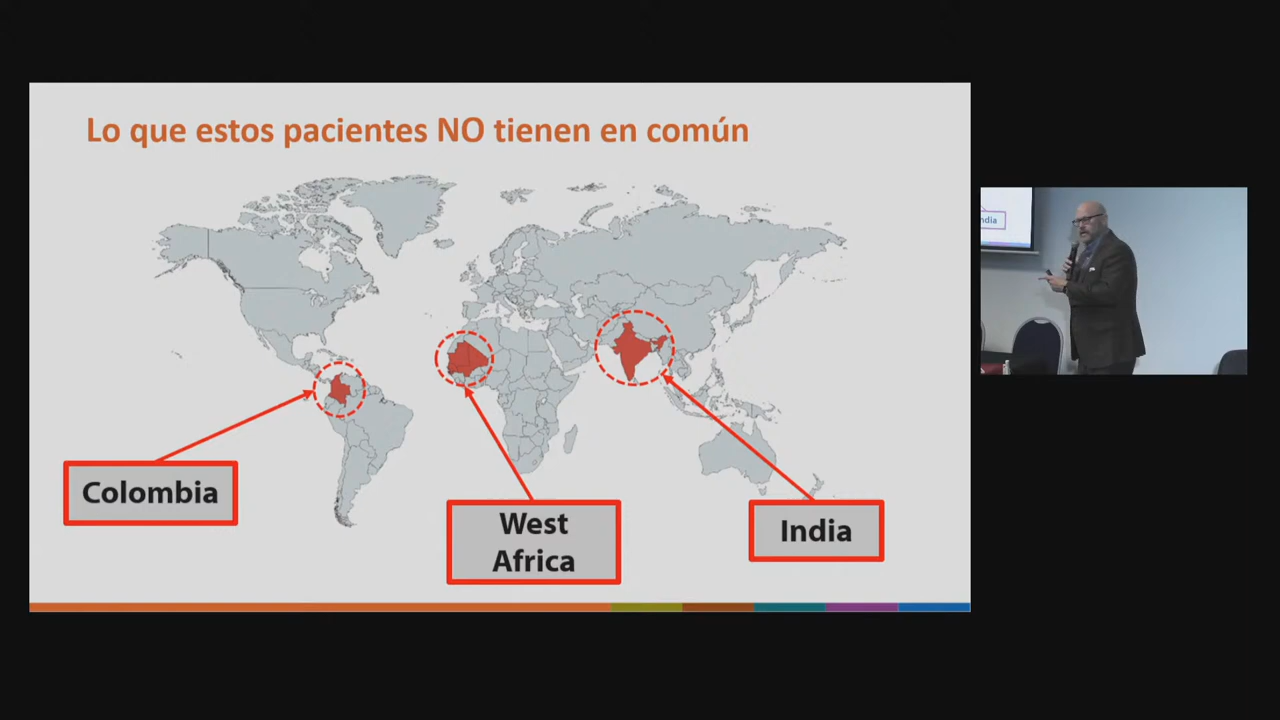 Lo que estos pacientes NO tienen en común
Colombia
West
Africa
India